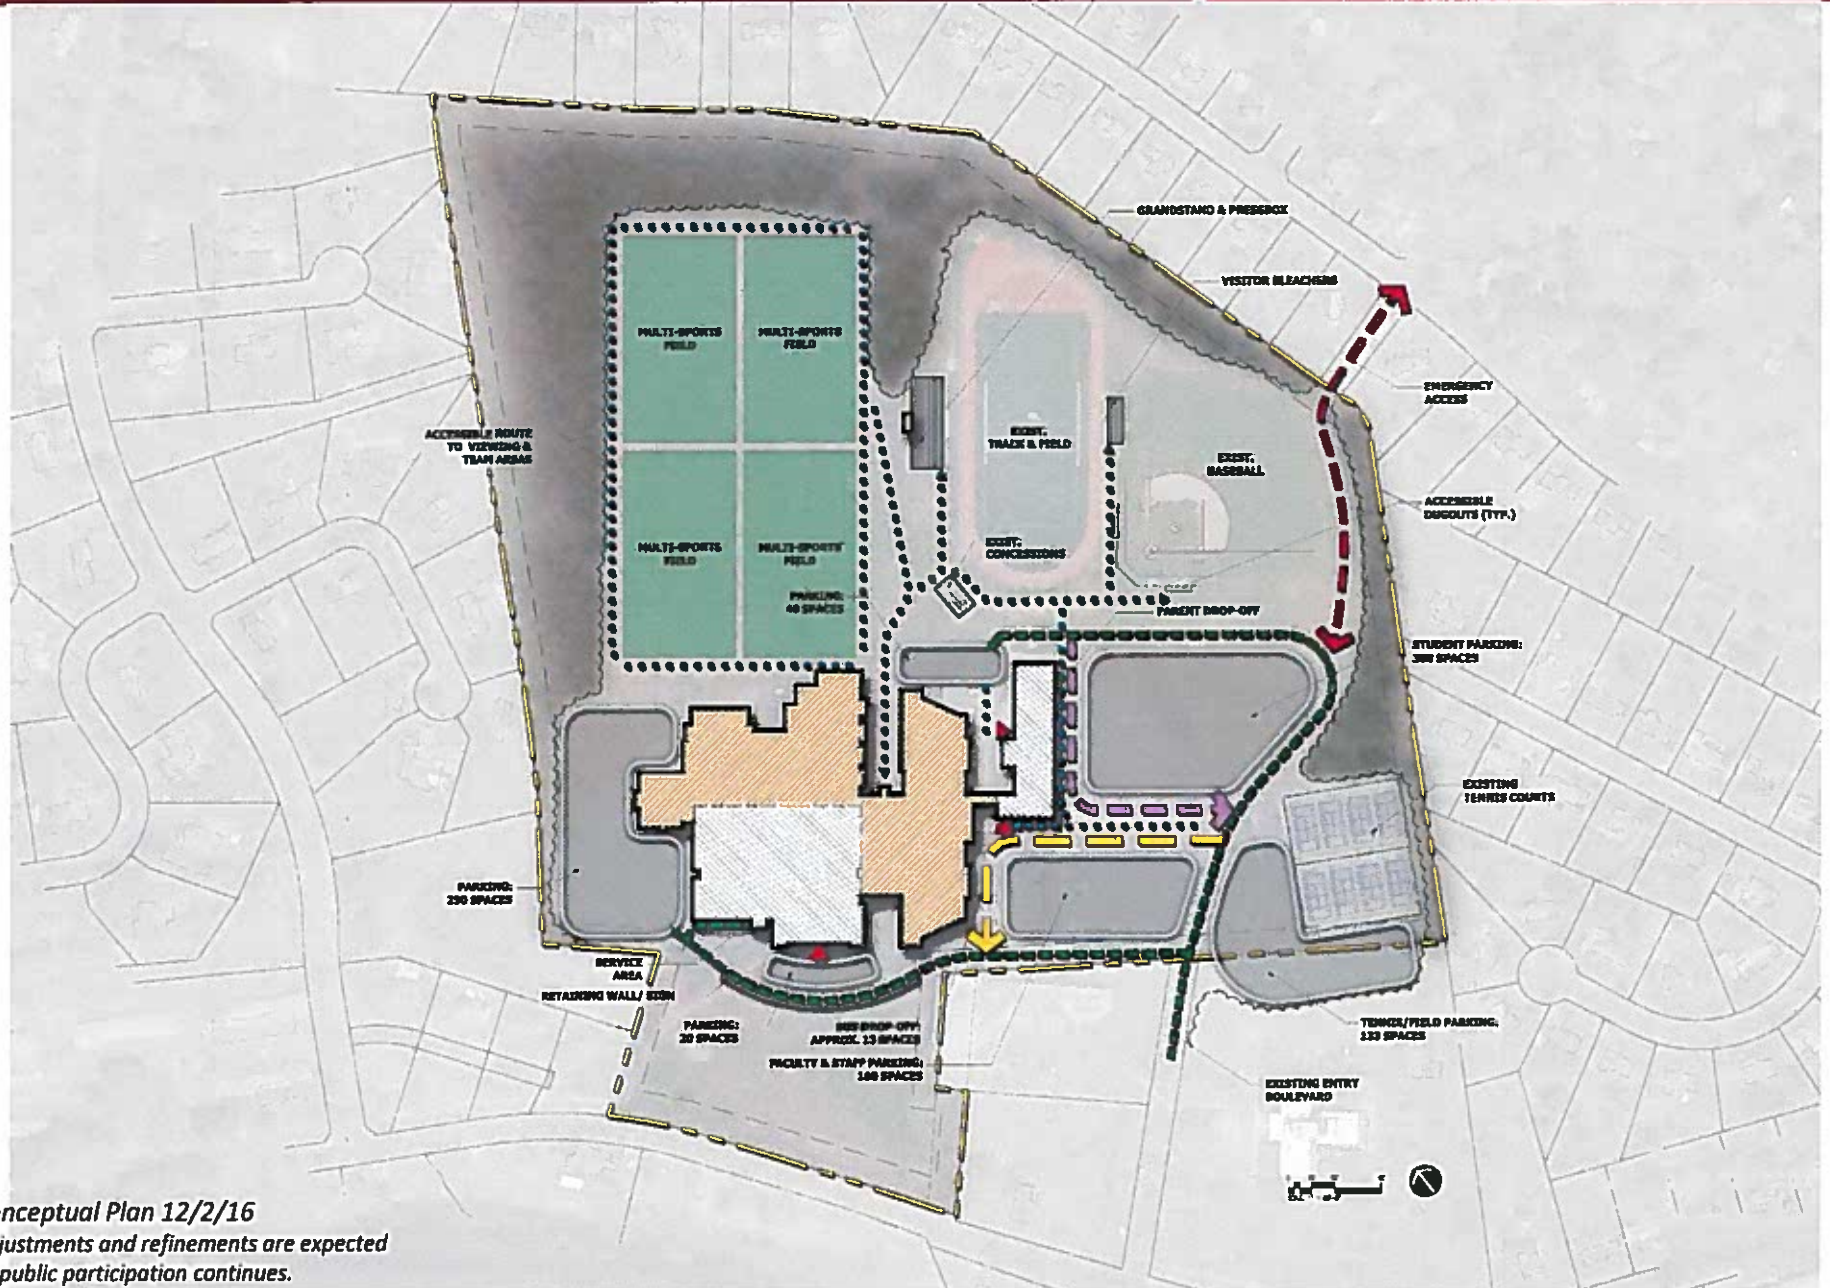 GRANDSTAND & PRESSBOX
VISITOR BLEACHERS
MULTI-SPORTS
FIELD
MULTI-SPORTS
FIELD
EMERGENCY
ACCESS
ACCESSIBLE ROUTE
TO VIEWING &
TEAM AREAS
EXIST.
TRACK & FIELD
EXIST.
BASEBALL
ACCESSIBLE
DUGOUTS (TYP.)
MULTI-SPORTS
FIELD
MULTI-SPORTS
FIELD
EXIST.
CONCESSIONS
PARKING:
40 SPACES
PARENT DROP-OFF
STUDENT PARKING:
SPACES
EXISTING
TENNIS COURTS
PARKING:
250 SPACES
SERVICE
AREA
RETAINING WALL/ SIGN
PARKING:
20 SPACES
BUS DROP-OFF:
APPROX. 13 SPACES
FACULTY & STAFF PARKING:
SPACES
TENNIS/FIELD PARKING:
133 SPACES
EXISTING ENTRY
BOULEVARD
nceptual Plan 12/2/16
justments and refinements are expected
public participation continues.